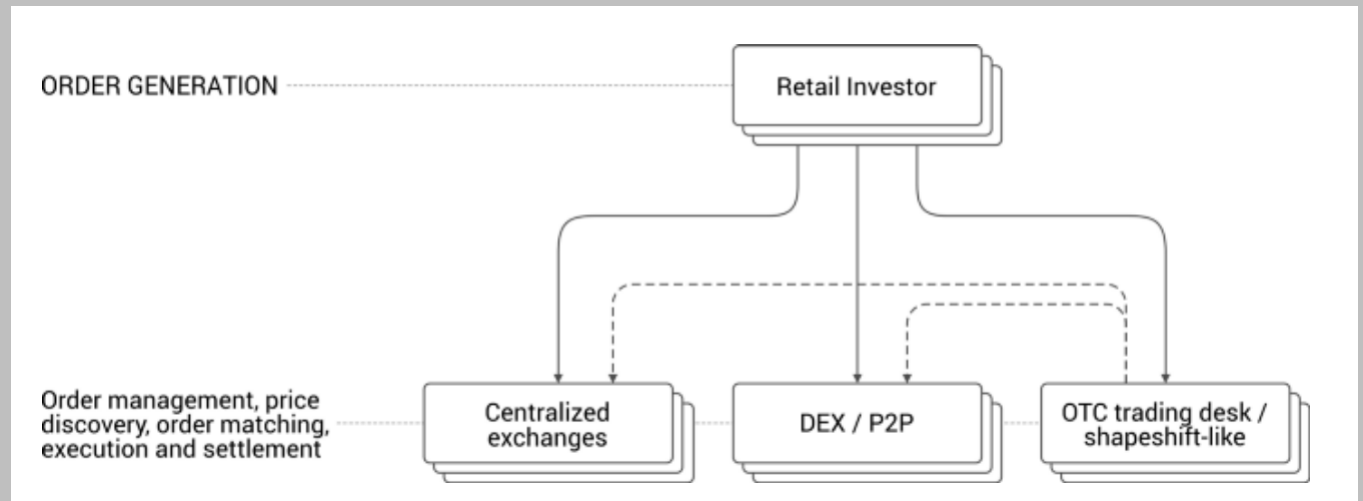 ORDER GENERATION
Retail Investor
Order management, price
discovery, order matching,
execution and settlement
Centralized
exchanges
DEX / P2P
OTC trading desk /
shapeshift-like